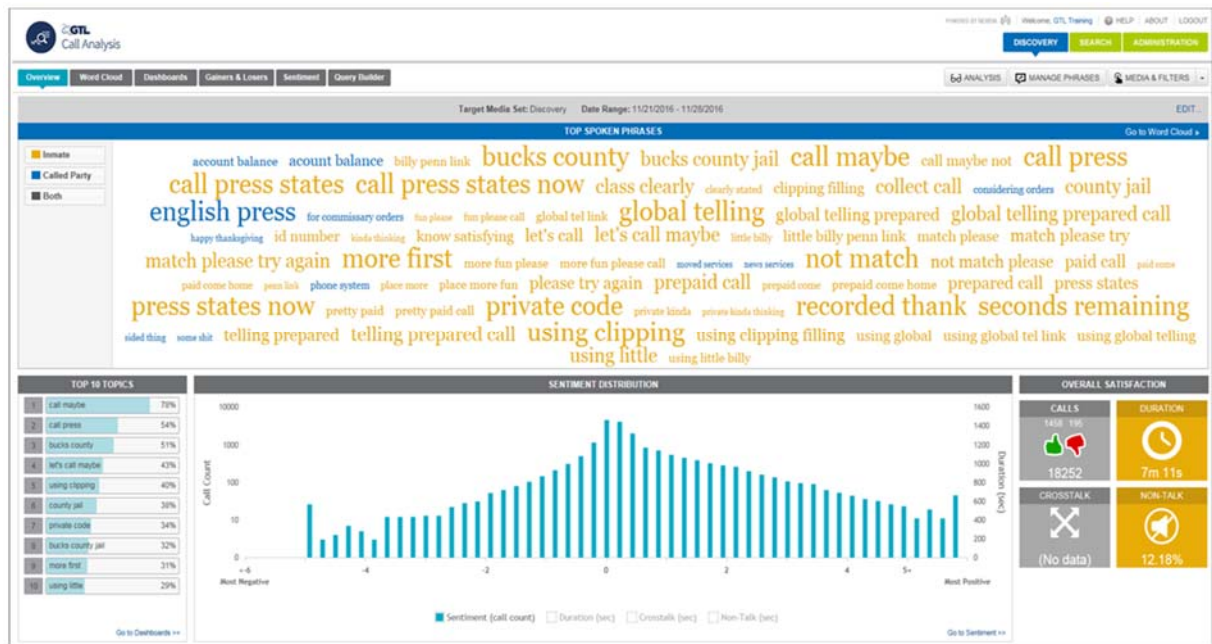 GTL
Call Analysis
POWERED BY NEXIDIA Welcome, GTL Training HELP ABOUT LOGOUT
DISCOVERY SEARCH ADMINISTRATION
Overview Word Cloud Dashboards Gainers & Losers Sentiment Query Builder
ANALYSIS MANAGE PHRASES MEDIA & FILTERS
Target Media Set: Discovery Date Range: 11/21/2016 - 11/28/2016 EDIT...
TOP SPOKEN PHRASES Go to Word Cloud »
Inmate
Called Party
Both
account balance acount balance billy penn link bucks county bucks county jail call maybe call maybe not call press
call press states call press states now class clearly clearly stated clipping filling collect call considering orders county jail
english press for commissary orders fun please fun please call global tel link global telling global telling prepared global telling prepared call
happy thanksgiving id number kinda thinking know satisfying let's call let's call maybe little billy little billy penn link match please match please try
match please try again more first more fun please more fun please call moved services news services not match not match please paid call paid come
paid come home penn link phone system place more place more fun please try again prepaid call prepaid come prepaid come home prepared call press states
press states now pretty paid pretty paid call private code private kinda private kinda thinking recorded thank seconds remaining
sided thing some shit telling prepared telling prepared call using clipping using clipping filling using global using global tel link using global telling
using little using little billy
TOP 10 TOPICS
1 call maybe 78%
2 call press 54%
3 bucks county 51%
4 let's call maybe 43%
5 using clipping 40%
6 county jail 38%
7 private code 34%
8 bucks county jail 32%
9 more first 31%
10 using little 29%
Go to Dashboards >>
SENTIMENT DISTRIBUTION
10000
1000
100
10
0
Call Count
1600
1400
1200
1000
800
600
400
200
0
Duration (sec)
<-6 -4 -2 0 2 4 5+
Most Negative Most Positive
Sentiment (call count) Duration (sec) Crosstalk (sec) Non-Talk (sec)
Go to Sentiment >>
OVERALL SATISFACTION
CALLS DURATION
1458 195
18252 7m 11s
CROSSTALK NON-TALK
(No data) 12.18%